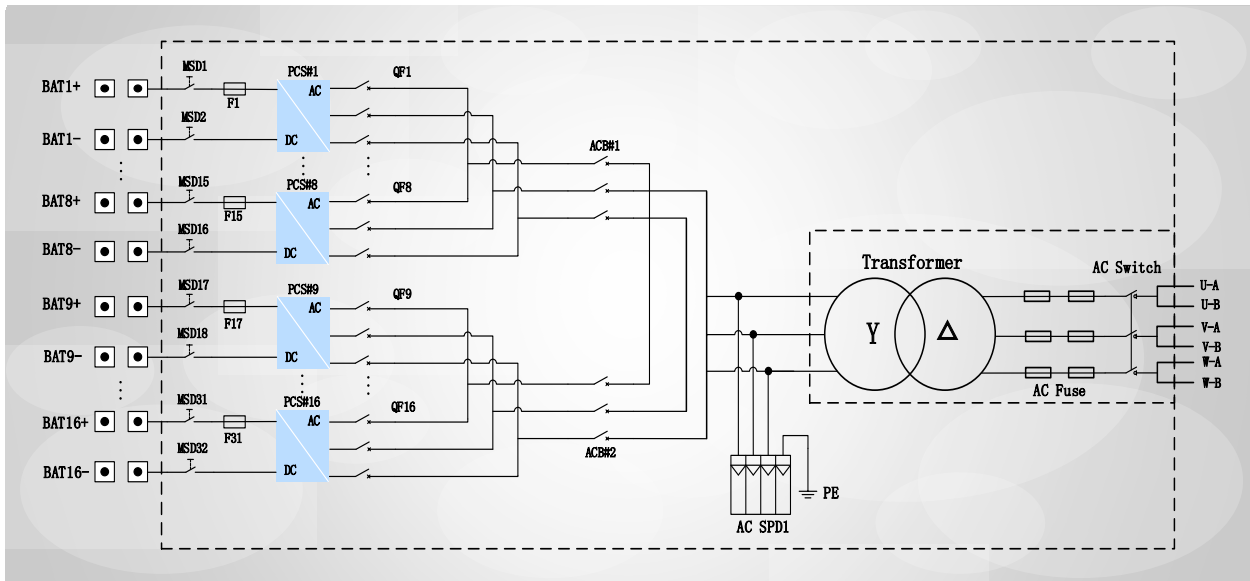 BAT1+
MSD1
F1
PCS#1
AC
DC
QF1
BAT1-
MSD2
BAT8+
MSD15
F15
PCS#8
AC
DC
QF8
BAT8-
MSD16
ACB#1
BAT9+
MSD17
F17
PCS#9
AC
DC
QF9
BAT9-
MSD18
BAT16+
MSD31
F31
PCS#16
AC
DC
QF16
BAT16-
MSD32
ACB#2
Transformer
Y
Δ
AC Switch
U-A
U-B
V-A
V-B
W-A
W-B
AC Fuse
PE
AC SPD1